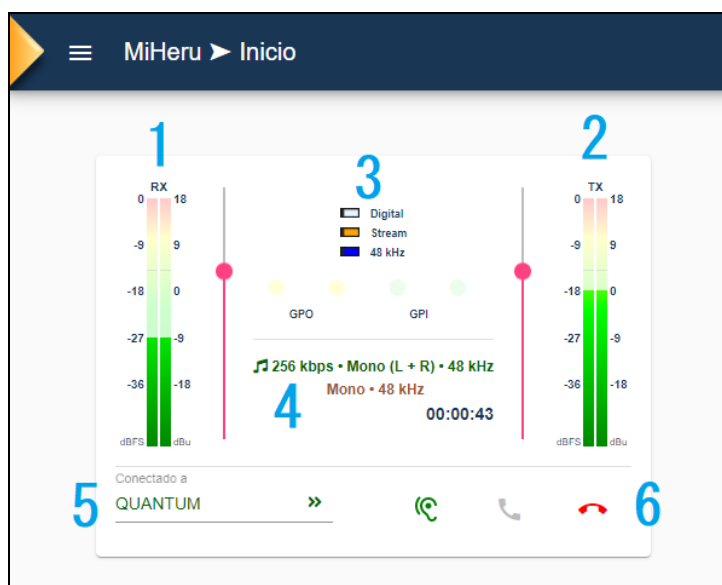 MiHeru ➤ Inicio
1
2
3
RX
TX
0 18
-9 9
-18 0
-27 -9
-36 -18
dBFS dBu
Digital
Stream
48 kHz
GPO GPI
256 kbps • Mono (L + R) • 48 kHz
Mono • 48 kHz
00:00:43
4
0 18
-9 9
-18 0
-27 -9
-36 -18
dBFS dBu
Conectado a
5
QUANTUM »
6